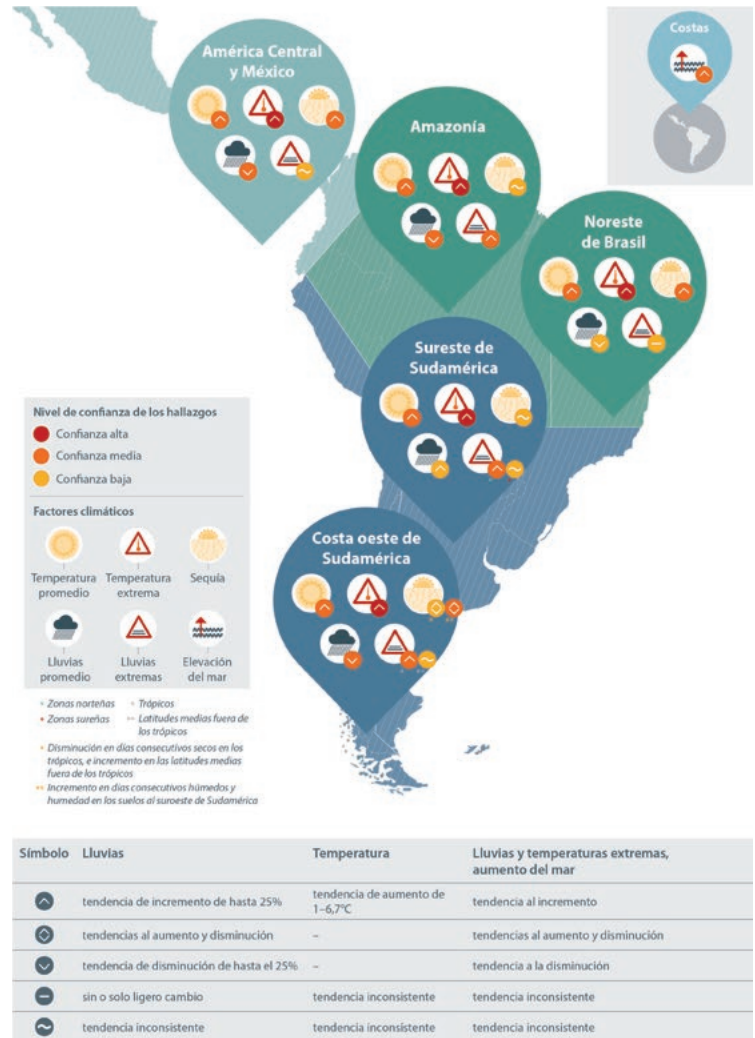 América Central
y México
Costas
Amazonía
Noreste
de Brasil
Sureste de
Sudamérica
Costa oeste de
Sudamérica
Nivel de confianza de los hallazgos
Confianza alta
Confianza media
Confianza baja
Factores climáticos
Temperatura
promedio
Temperatura
extrema
Sequía
Lluvias
promedio
Lluvias
extremas
Elevación
del mar
Zonas norteñas
Trópicos
Zonas sureñas
Latitudes medias fuera de
los trópicos
Disminución en días consecutivos secos en los
trópicos, e incremento en las latitudes medias
fuera de los trópicos
Incremento en días consecutivos húmedos y
humedad en los suelos al suroeste de Sudamérica
Símbolo Lluvias Temperatura Lluvias y temperaturas extremas,
aumento del mar
tendencia de incremento de hasta 25% tendencia de aumento de
1–6,7°C tendencia al incremento
tendencias al aumento y disminución – tendencias al aumento y disminución
tendencia de disminución de hasta el 25% – tendencia a la disminución
sin o solo ligero cambio tendencia inconsistente tendencia inconsistente
tendencia inconsistente tendencia inconsistente tendencia inconsistente